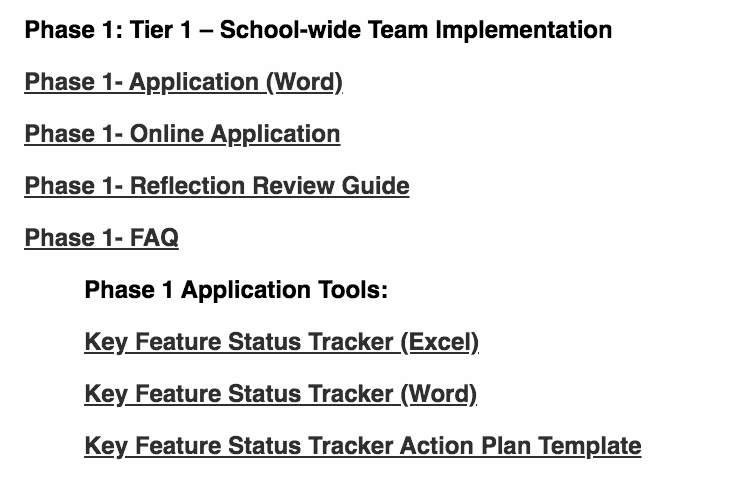 Phase 1: Tier 1 – School-wide Team Implementation
Phase 1- Application (Word)
Phase 1- Online Application
Phase 1- Reflection Review Guide
Phase 1- FAQ
Phase 1 Application Tools:
Key Feature Status Tracker (Excel)
Key Feature Status Tracker (Word)
Key Feature Status Tracker Action Plan Template